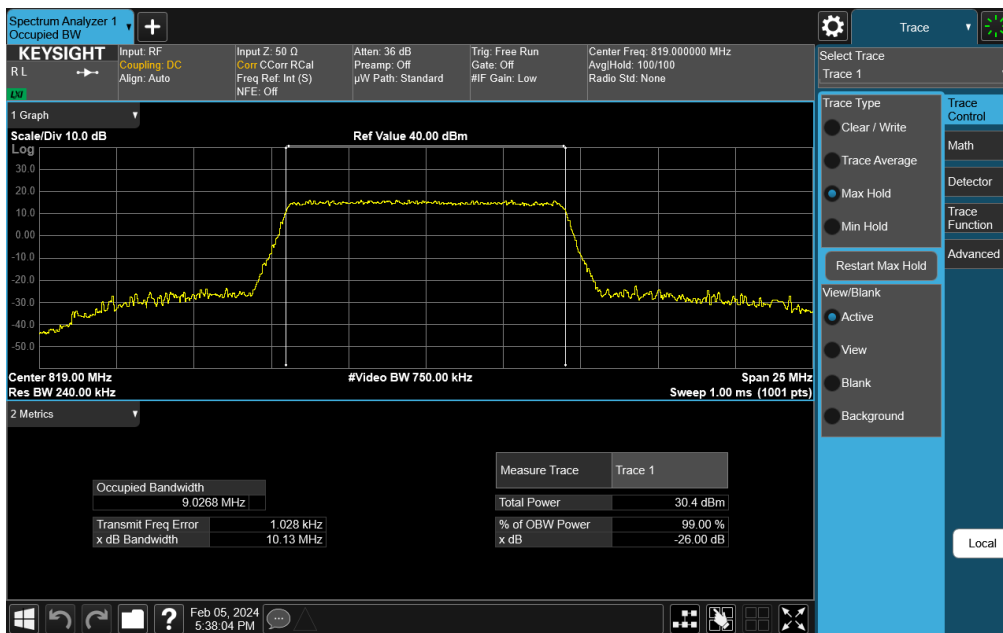 Spectrum Analyzer 1
Occupied BW
Trace
KEYSIGHT
R L
LXI
Input: RF
Coupling: DC
Align: Auto
Input Z: 50 Ω
Corr CCorr RCal
Freq Ref: Int (S)
NFE: Off
Atten: 36 dB
Preamp: Off
µW Path: Standard
Trig: Free Run
Gate: Off
#IF Gain: Low
Center Freq: 819.000000 MHz
Avg|Hold: 100/100
Radio Std: None
Select Trace
Trace 1
1 Graph
Scale/Div 10.0 dB
Ref Value 40.00 dBm
Log
30.0
20.0
10.0
0.00
-10.0
-20.0
-30.0
-40.0
-50.0
Center 819.00 MHz
#Video BW 750.00 kHz
Span 25 MHz
Res BW 240.00 kHz
Sweep 1.00 ms (1001 pts)
Trace Type
Clear / Write
Trace Average
Max Hold
Min Hold
Restart Max Hold
View/Blank
Active
View
Blank
Background
Trace
Control
Math
Detector
Trace
Function
Advanced
Local
2 Metrics
Occupied Bandwidth
9.0268 MHz
Transmit Freq Error 1.028 kHz
x dB Bandwidth 10.13 MHz
Measure Trace Trace 1
Total Power 30.4 dBm
% of OBW Power 99.00 %
x dB -26.00 dB
?
Feb 05, 2024
5:38:04 PM